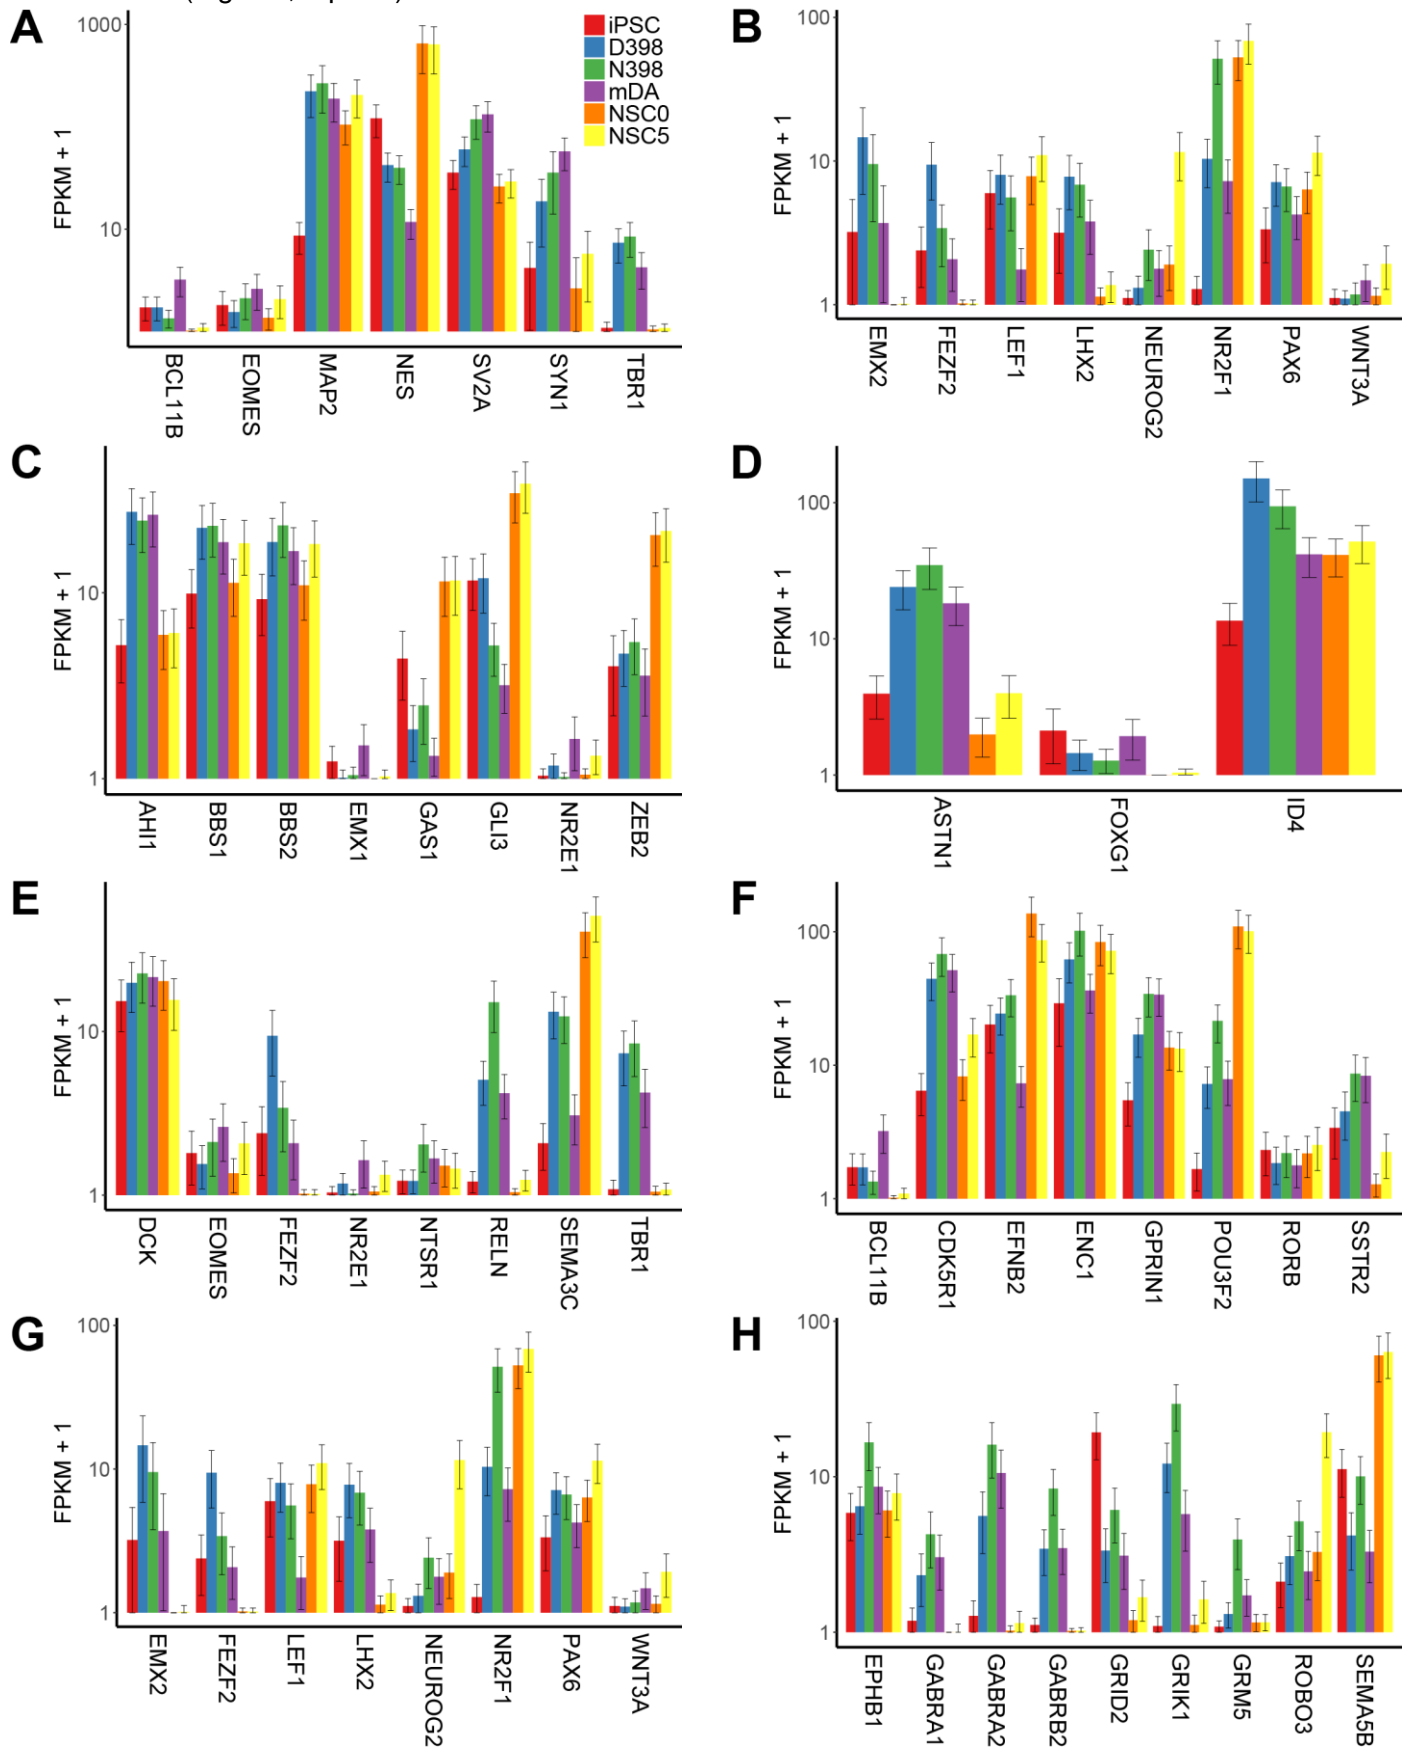 A
1000
10
FPKM + 1
iPSC
D398
N398
mDA
NSC0
NSC5
BCL11B
EOMES
MAP2
NES
SV2A
SYN1
TBR1
B
100
10
1
FPKM + 1
EMX2
FEZF2
LEF1
LHX2
NEUROG2
NR2F1
PAX6
WNT3A
C
10
1
FPKM + 1
AHI1
BBS1
BBS2
EMX1
GAS1
GLI3
NR2E1
ZEB2
D
100
10
1
FPKM + 1
ASTN1
FOXG1
ID4
E
10
1
FPKM + 1
DCK
EOMES
FEZF2
NR2E1
NTSR1
RELN
SEMA3C
TBR1
F
100
10
1
FPKM + 1
BCL11B
CDK5R1
EFNB2
ENC1
GPRIN1
POU3F2
RORB
SSTR2
G
100
10
1
FPKM + 1
EMX2
FEZF2
LEF1
LHX2
NEUROG2
NR2F1
PAX6
WNT3A
H
100
10
1
FPKM + 1
EPHB1
GABRA1
GABRA2
GABRB2
GRID2
GRIK1
GRM5
ROBO3
SEMA5B